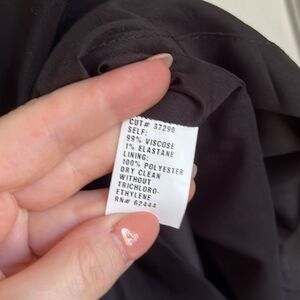 CUT# 37290
SELF:
99% VISCOSE
1% ELASTANE
LINING:
100% POLYESTER
DRY CLEAN
WITHOUT
TRICHLORO-
ETHYLENE
RN# 62444